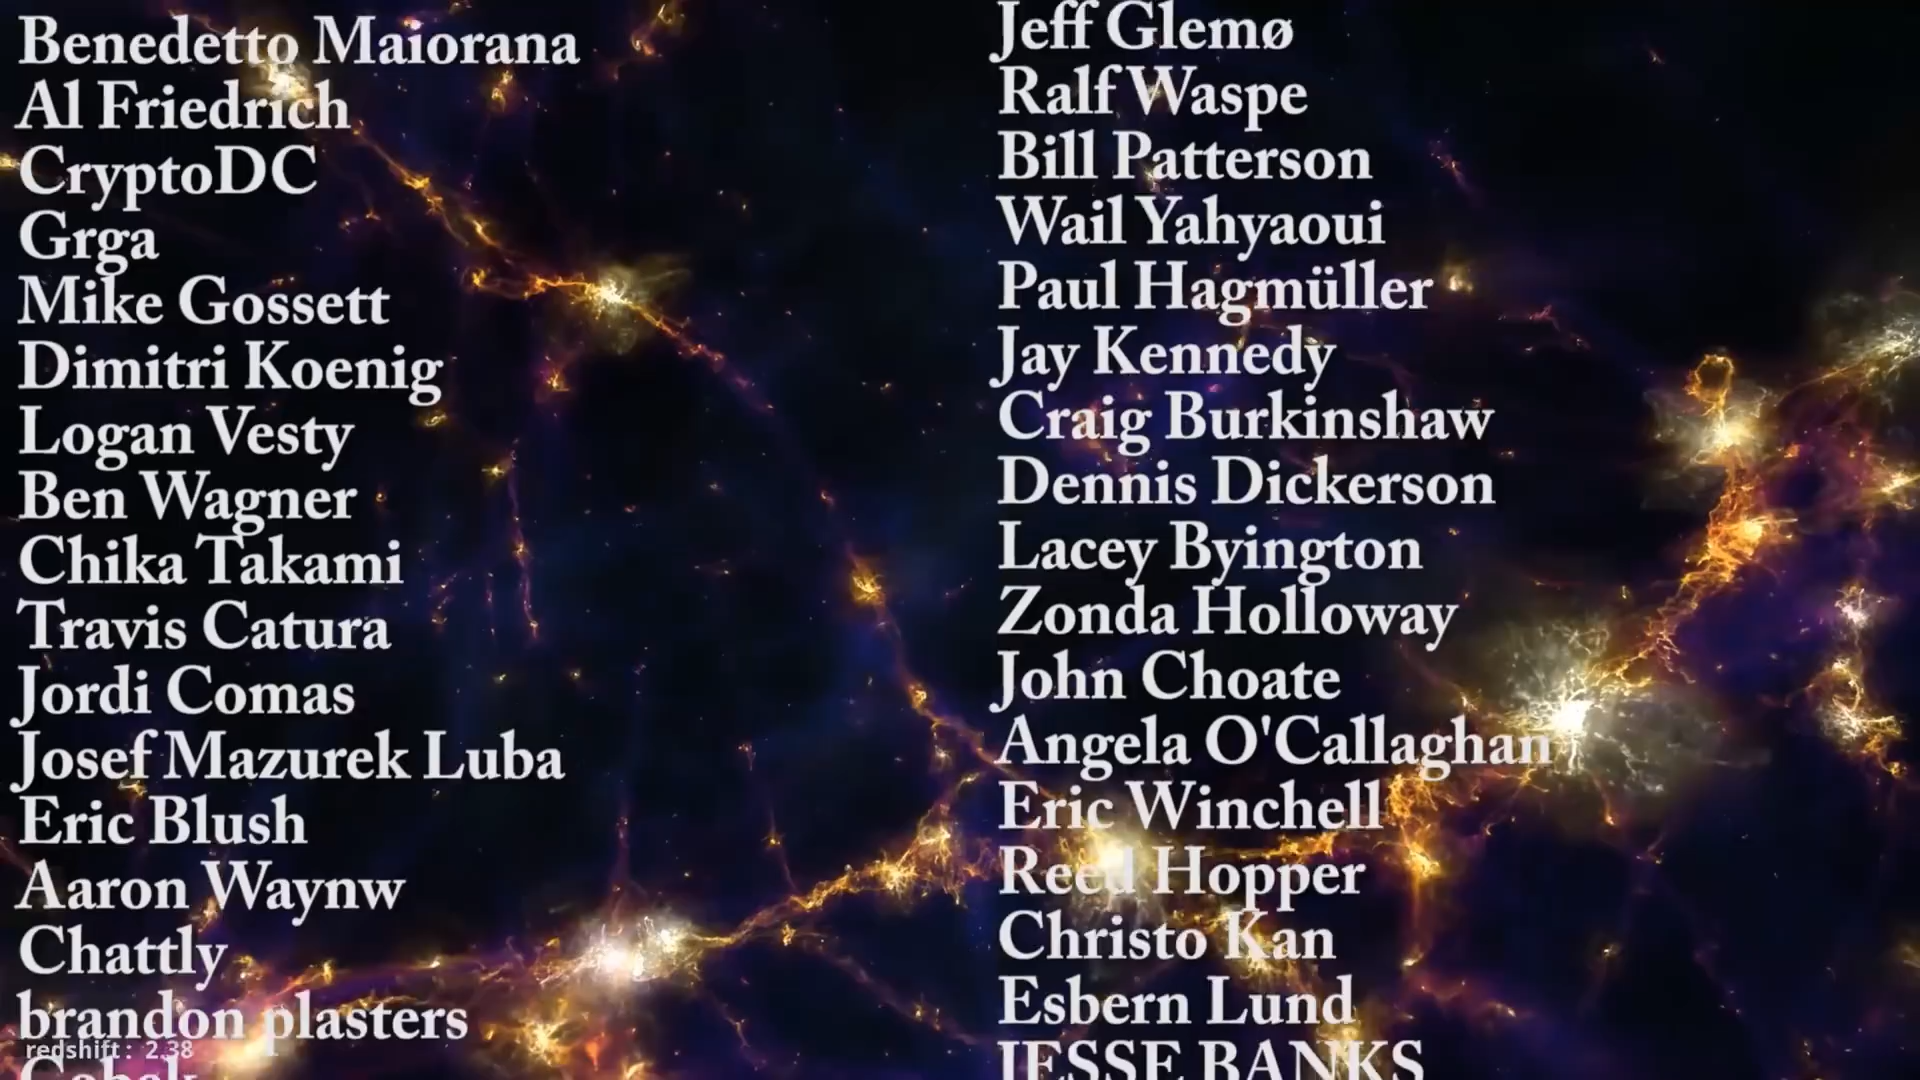 Benedetto Maiorana
Al Friedrich
CryptoDC
Grga
Mike Gossett
Dimitri Koenig
Logan Vesty
Ben Wagner
Chika Takami
Travis Catura
Jordi Comas
Josef Mazurek Luba
Eric Blush
Aaron Waynw
Chattly
brandon plasters
redshift: 2.38
Jeff Glemø
Ralf Waspe
Bill Patterson
Wail Yahyaoui
Paul Hagmüller
Jay Kennedy
Craig Burkinshaw
Dennis Dickerson
Lacey Byington
Zonda Holloway
John Choate
Angela O'Callaghan
Eric Winchell
Reed Hopper
Christo Kan
Esbern Lund
JESSE BANKS